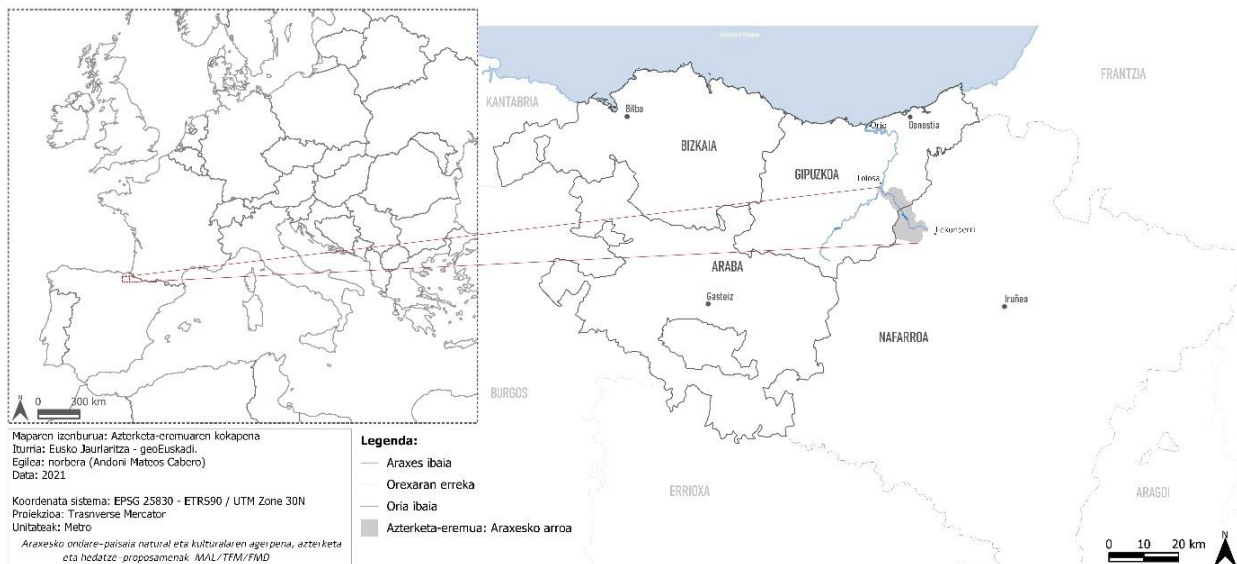 N
0 300 km
Maparen izenburua: Azterketa-eremuaren kokapena
Iturria: Eusko Jaurlaritza - geoEuskadi.
Egilea: norbera (Andoni Mateos Cabero)
Data: 2021
Koordenata sistema: EPSG 25830 - ETRS90 / UTM Zone 30N
Proiekzioa: Trasnverse Mercator
Unitateak: Metro
Araxesko ondare-paisaia natural eta kulturalaren agerpena, azterketa
eta hedatze-proposamenak MAL/TFM/FMD
FRANTZIA
KANTABRIA
Bilbo
Orio
Donostia
BIZKAIA
GIPUZKOA
Tolosa
Lekunberri
ARABA
Gasteiz
Iruñea
NAFARROA
BURGOS
ERRIOXA
ARAGOI
Legenda:
Araxes ibaia
Orexaran erreka
Oria ibaia
Azterketa-eremua: Araxesko arroa
0 10 20 km
N